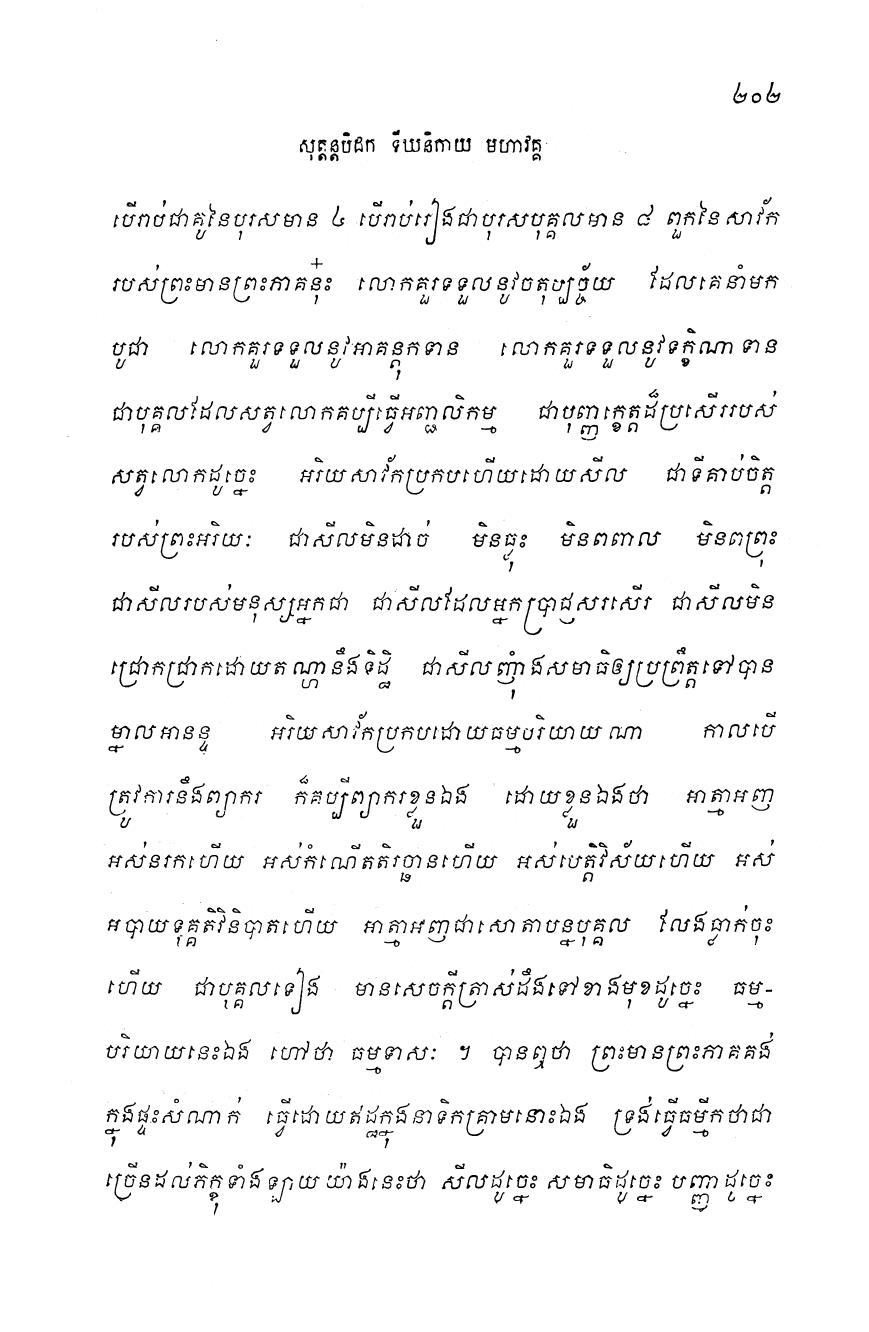 ២០២
សុត្តន្តបិដក ទីឃនិកាយ មហាវគ្គ
បើរាប់ជាគូនៃបុរសមាន ៤ បើរាប់រៀងជាបុរសបុគ្គលមាន ៨ ពួកនៃសាវ័ក
របស់ព្រះមានព្រះភាគនុ៎ះ លោកគួរទទួលនូវចតុប្បច្ច័យ ដែលគេនាំមក
បូជា លោកគួរទទួលនូវអាគន្តុកទាន លោកគួរទទួលនូវទក្ខិណាទាន
ជាបុគ្គលដែលសត្វលោកគប្បីធ្វើអញ្ជលិកម្ម ជាបុញ្ញក្ខេត្តដ៏ប្រសើររបស់
សត្វលោកដូច្នេះ អរិយសាវ័កប្រកបហើយដោយសីល ជាទីគាប់ចិត្ត
របស់ព្រះអរិយៈ ជាសីលមិនដាច់ មិនធ្លុះ មិនពពាល មិនពព្រុះ
ជាសីលរបស់មនុស្សអ្នកជា ជាសីលដែលអ្នកប្រាជ្ញសរសើរ ជាសីលមិន
ជ្រោកជ្រាកដោយតណ្ហានឹងទិដ្ឋិ ជាសីលញុំាងសមាធិឲ្យប្រព្រឹត្តទៅបាន
ម្នាលអានន្ទ អរិយសាវ័កប្រកបដោយធម្មបរិយាយណា កាលបើ
ត្រូវការនឹងព្យាករ ក៏គប្បីព្យាករខ្លួនឯង ដោយខ្លួនឯងថា អាត្មាអញ
អស់នរកហើយ អស់កំណើតតិរច្ឆានហើយ អស់បេត្តិវិស័យហើយ អស់
អបាយទុគ្គតិវិនិបាតហើយ អាត្មាអញជាសោតាបន្នបុគ្គល លែងធ្លាក់ចុះ
ហើយ ជាបុគ្គលទៀង មានសេចក្តីត្រាស់ដឹងទៅខាងមុខដូច្នេះ ធម្ម-
បរិយាយនេះឯង ហៅថា ធម្មទាសៈ ។ បានឮថា ព្រះមានព្រះភាគគង់
ក្នុងផ្ទះសំណាក់ ធ្វើដោយឥដ្ឋក្នុងនាទិកគ្រាមនោះឯង ទ្រង់ធ្វើធម្មីកថាជា
ច្រើនដល់ភិក្ខុទាំងឡាយ យ៉ាងនេះថា សីលដូច្នេះ សមាធិដូច្នេះ បញ្ញាដូច្នេះ